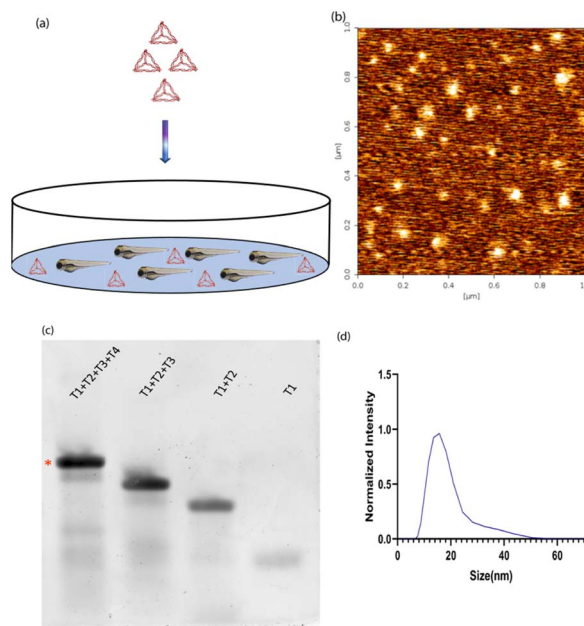 (a)
(b)
1.0
0.8
0.6
0.4
0.2
0.0
[µm]
0.0 0.2 0.4 0.6 0.8 1.0
[µm]
(c)
T1+T2+T3+T4
T1+T2+T3
T1+T2
T1
*
(d)
Normalized Intensity
1.5
1.0
0.5
0.0
0 20 40 60
Size(nm)